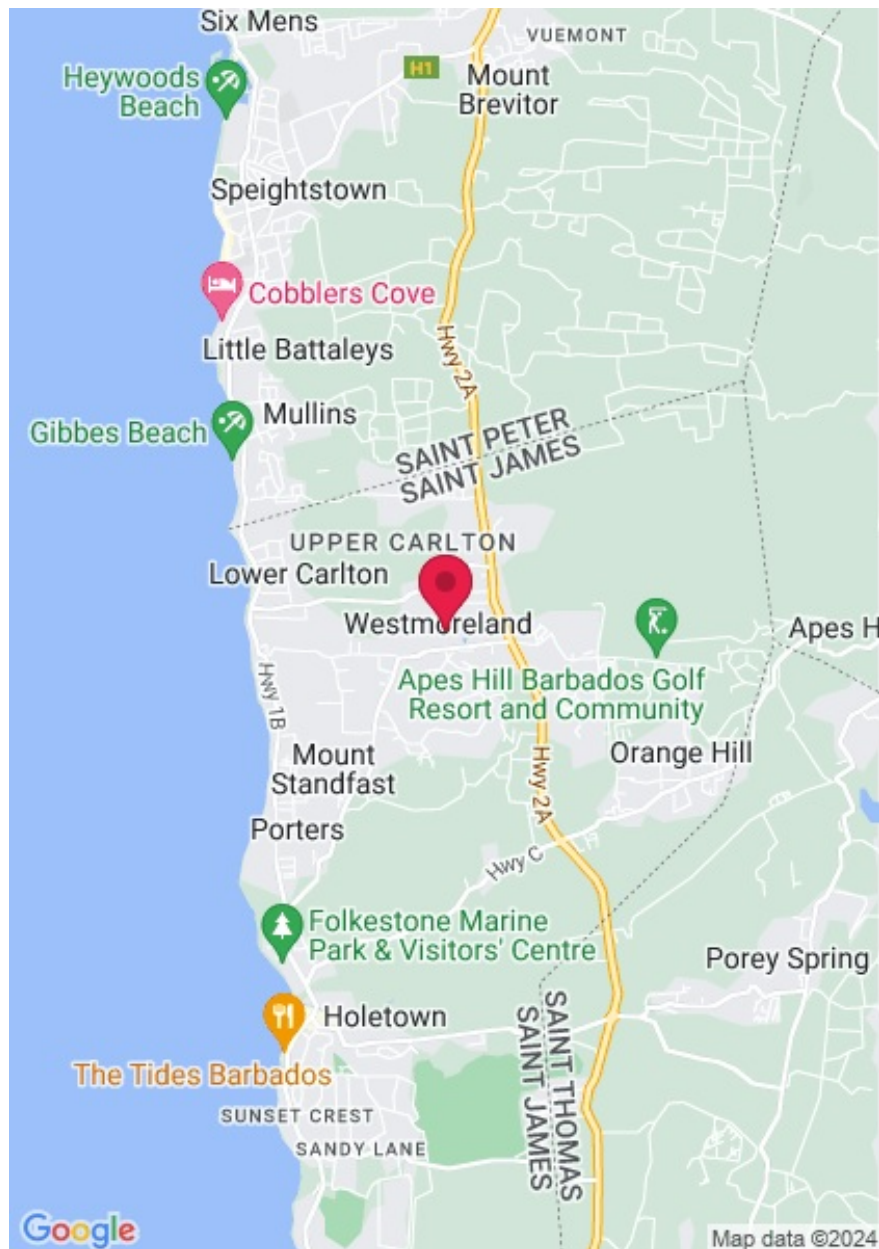 Six Mens
VUEMONT
H1
Heywoods
Beach
Mount
Brevitor
Speightstown
Cobblers Cove
Little Battaleys
Hwy 2A
Gibbes Beach
Mullins
SAINT PETER
SAINT JAMES
UPPER CARLTON
Lower Carlton
Westmoreland
Apes H
Hwy 1B
Apes Hill Barbados Golf
Resort and Community
Mount
Standfast
Orange Hill
Hwy 2A
Porters
Hwy C
Folkestone Marine
Park & Visitors' Centre
Porey Spring
Holetown
SAINT THOMAS
SAINT JAMES
The Tides Barbados
SUNSET CREST
SANDY LANE
Google
Map data ©2024